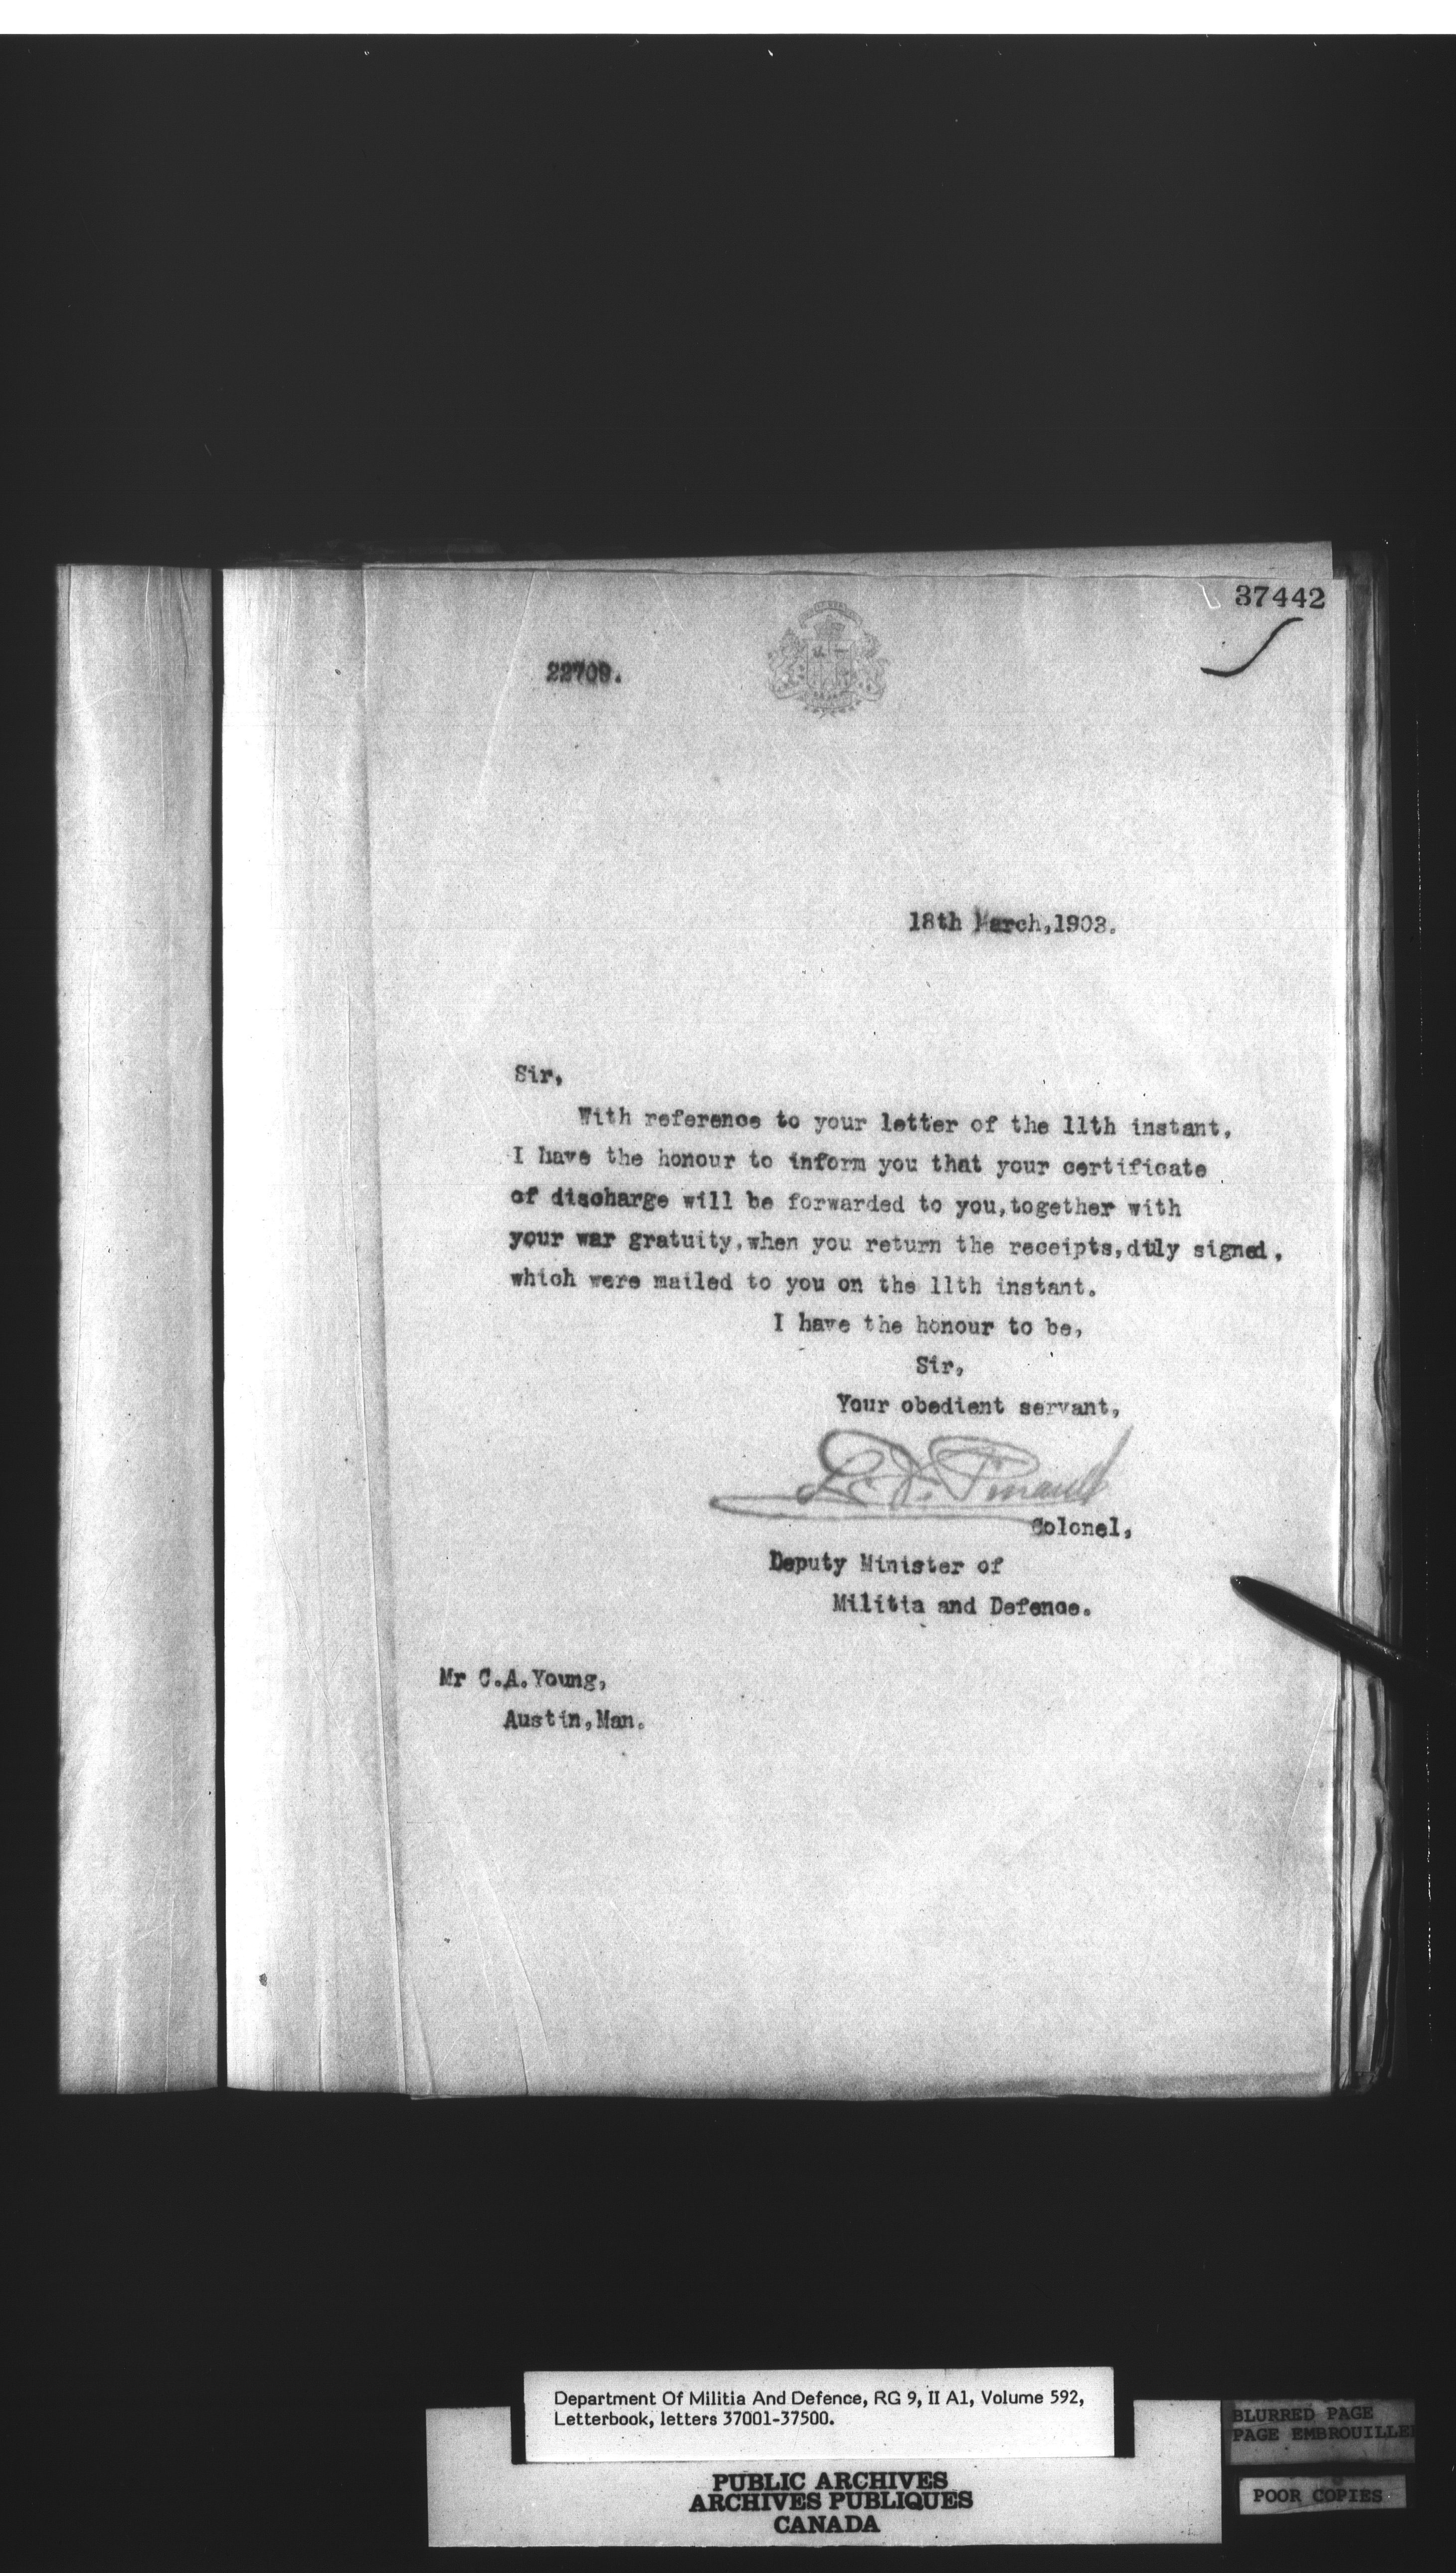 37442
22709.
18th March,1903.
Sir,
With reference to your letter of the 11th instant,
I have the honour to inform you that your certificate
of discharge will be forwarded to you,together with
your war gratuity,when you return the receipts,duly signed,
which were mailed to you on the 11th instant.
I have the honour to be,
Sir,
Your obedient servant,
L. F. Pinault
Colonel,
Deputy Minister of
Militia and Defence.
Mr C.A.Young,
Austin,Man.
Department Of Militia And Defence, RG 9, II A1, Volume 592,
Letterbook, letters 37001-37500.
BLURRED PAGE
PAGE EMBROUILLE
POOR COPIES
PUBLIC ARCHIVES
ARCHIVES PUBLIQUES
CANADA